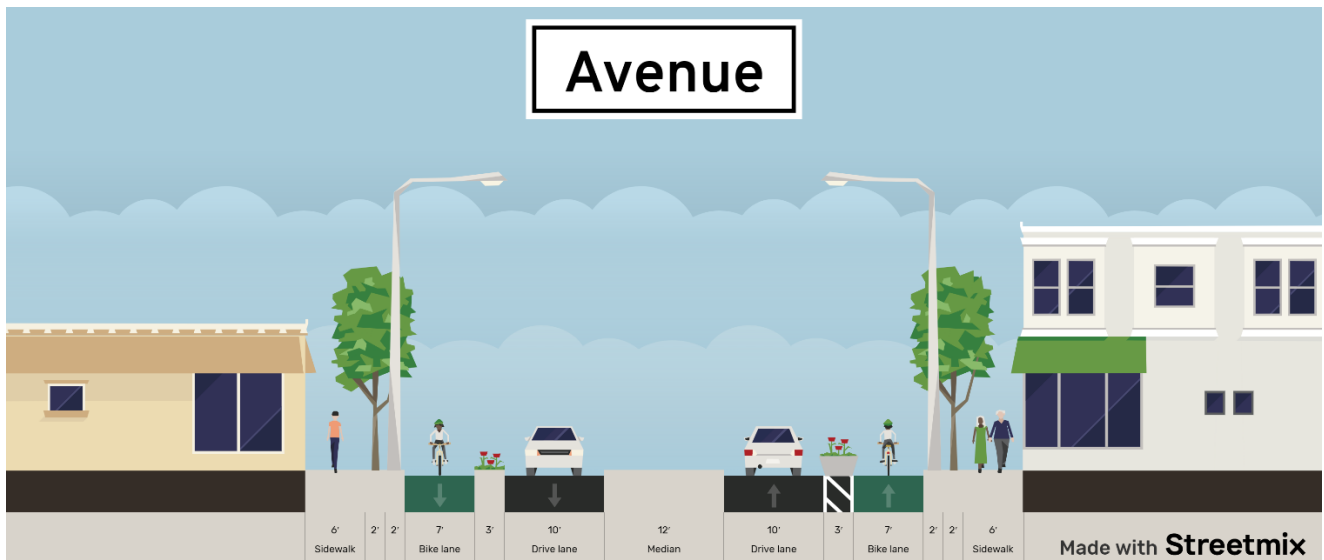 Avenue
6' 2' 2' 7' 3' 10' 12' 10' 3' 7' 2' 2' 6'
Sidewalk Bike lane Drive lane Median Drive lane Bike lane Sidewalk
Made with Streetmix